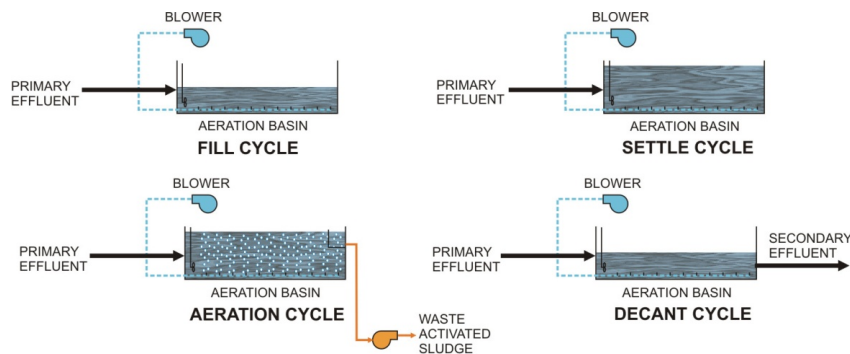 BLOWER
PRIMARY
EFFLUENT
AERATION BASIN
FILL CYCLE
BLOWER
PRIMARY
EFFLUENT
AERATION BASIN
SETTLE CYCLE
BLOWER
PRIMARY
EFFLUENT
AERATION BASIN
AERATION CYCLE
WASTE
ACTIVATED
SLUDGE
BLOWER
PRIMARY
EFFLUENT
SECONDARY
EFFLUENT
AERATION BASIN
DECANT CYCLE